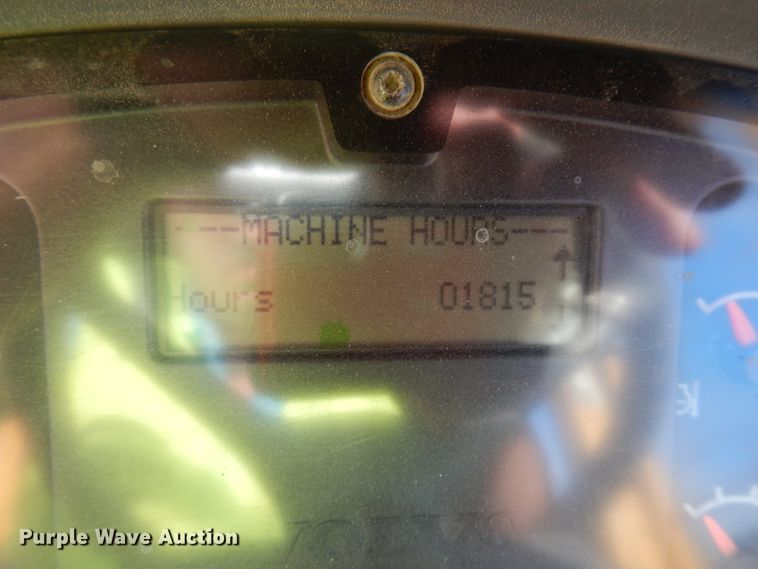 ---MACHINE HOURS---
Hours 01815
Purple Wave Auction